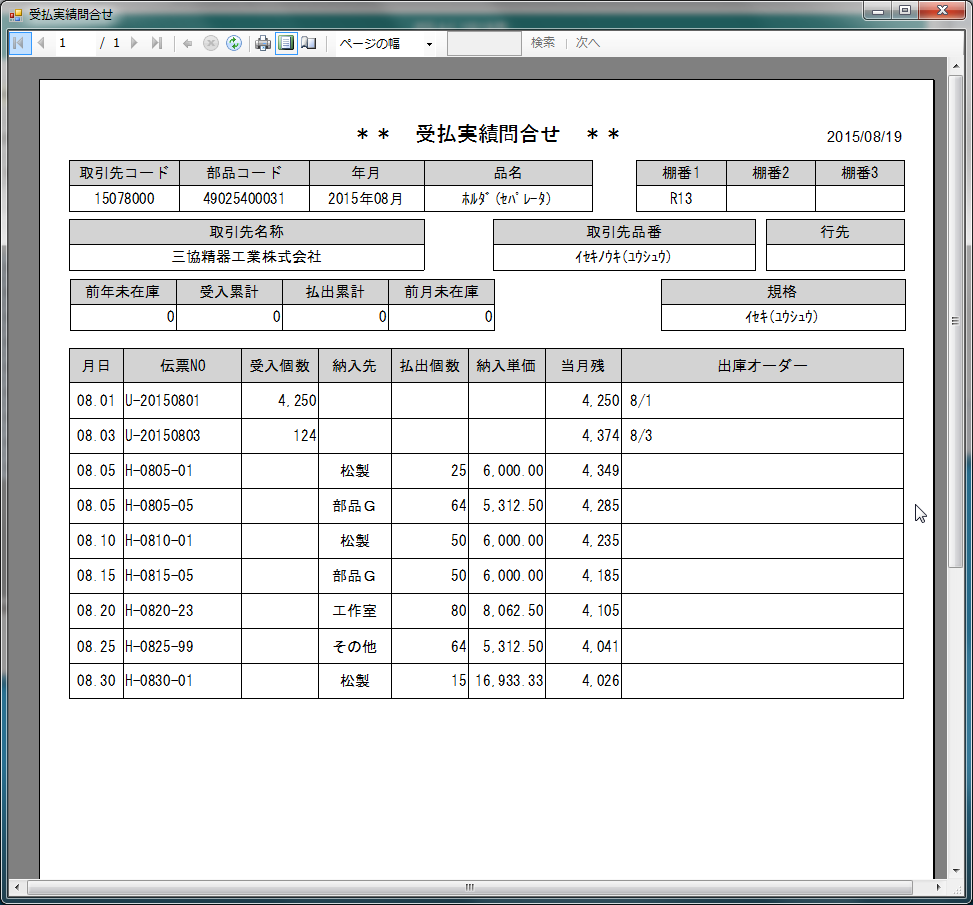 受払実績問合せ
1 / 1 ページの幅 検索 次へ
** 受払実績問合せ **
2015/08/19
取引先コード 部品コード 年月 品名 棚番1 棚番2 棚番3
15078000 49025400031 2015年08月 ﾎﾙﾀﾞ(ｾﾊﾟﾚｰﾀ) R13
取引先名称 取引先品番 行先
三協精器工業株式会社 ｲｾｷﾉｳｷ(ﾕｳｼｭｳ)
前年未在庫 受入累計 払出累計 前月未在庫 規格
0 0 0 0 ｲｾｷ(ﾕｳｼｭｳ)
月日 伝票NO 受入個数 納入先 払出個数 納入単価 当月残 出庫オーダー
08.01 U-20150801 4,250 4,250 8/1
08.03 U-20150803 124 4,374 8/3
08.05 H-0805-01 松製 25 6,000.00 4,349
08.05 H-0805-05 部品Ｇ 64 5,312.50 4,285
08.10 H-0810-01 松製 50 6,000.00 4,235
08.15 H-0815-05 部品Ｇ 50 6,000.00 4,185
08.20 H-0820-23 工作室 80 8,062.50 4,105
08.25 H-0825-99 その他 64 5,312.50 4,041
08.30 H-0830-01 松製 15 16,933.33 4,026